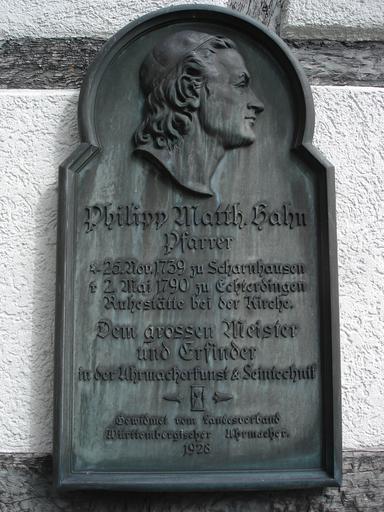 Philipp Matth. Hahn
Pfarrer
* 25. Nov. 1739 zu Scharnhausen
† 2. Mai 1790 zu Echterdingen
Ruhestätte bei der Kirche.
Dem grossen Meister
und Erfinder
in der Uhrmacherkunst & Feintechnik
Gewidmet vom Landesverband
Württembergischer Uhrmacher.
1928